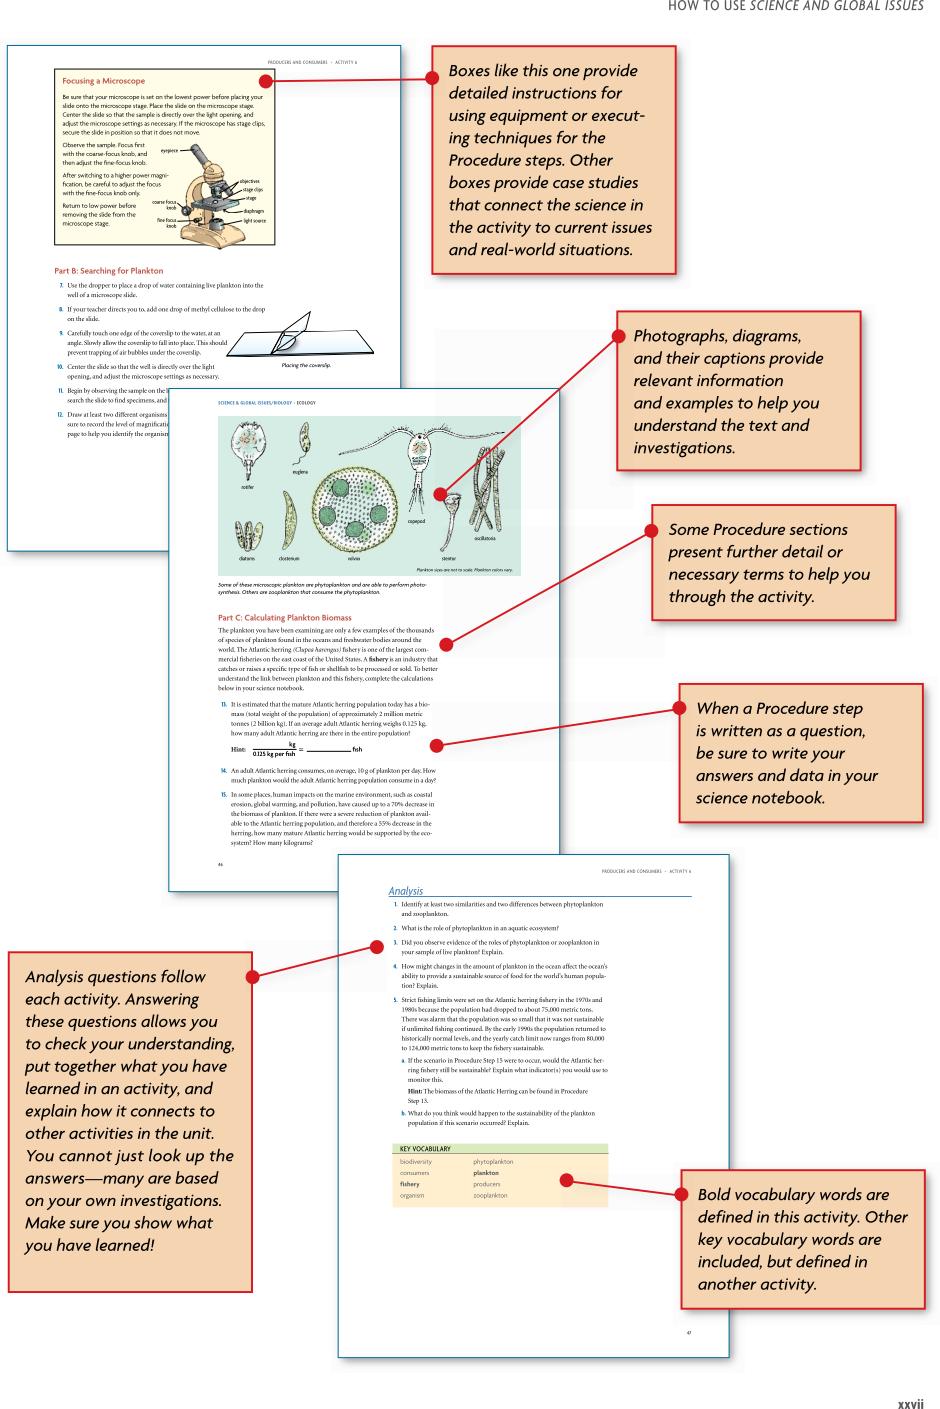 HOW TO USE SCIENCE AND GLOBAL ISSUES
PRODUCERS AND CONSUMERS • ACTIVITY 6
Focusing a Microscope
Be sure that your microscope is set on the lowest power before placing your
slide onto the microscope stage. Place the slide on the microscope stage.
Center the slide so that the sample is directly over the light opening, and
adjust the microscope settings as necessary. If the microscope has stage clips,
secure the slide in position so that it does not move.
Observe the sample. Focus first
with the coarse-focus knob, and
then adjust the fine-focus knob.
After switching to a higher power magni-
fication, be careful to adjust the focus
with the fine-focus knob only.
Return to low power before
removing the slide from the
microscope stage.
eyepiece
objectives
stage clips
stage
coarse focus
knob
diaphragm
fine focus
knob
light source
Boxes like this one provide
detailed instructions for
using equipment or execut-
ing techniques for the
Procedure steps. Other
boxes provide case studies
that connect the science in
the activity to current issues
and real-world situations.
Part B: Searching for Plankton
7. Use the dropper to place a drop of water containing live plankton into the
well of a microscope slide.
8. If your teacher directs you to, add one drop of methyl cellulose to the drop
on the slide.
9. Carefully touch one edge of the coverslip to the water, at an
angle. Slowly allow the coverslip to fall into place. This should
prevent trapping of air bubbles under the coverslip.
10. Center the slide so that the well is directly over the light
opening, and adjust the microscope settings as necessary.
Placing the coverslip.
11. Begin by observing the sample on the l
search the slide to find specimens, and
12. Draw at least two different organisms
sure to record the level of magnificatio
page to help you identify the organism
Photographs, diagrams,
and their captions provide
relevant information
and examples to help you
understand the text and
investigations.
SCIENCE & GLOBAL ISSUES/BIOLOGY • ECOLOGY
rotifer
euglena
diatoms
closterium
volvox
copepod
stentor
oscillatoria
Plankton sizes are not to scale. Plankton colors vary.
Some of these microscopic plankton are phytoplankton and are able to perform photo-
synthesis. Others are zooplankton that consume the phytoplankton.
Some Procedure sections
present further detail or
necessary terms to help you
through the activity.
Part C: Calculating Plankton Biomass
The plankton you have been examining are only a few examples of the thousands
of species of plankton found in the oceans and freshwater bodies around the
world. The Atlantic herring (Clupea harengus) fishery is one of the largest com-
mercial fisheries on the east coast of the United States. A fishery is an industry that
catches or raises a specific type of fish or shellfish to be processed or sold. To better
understand the link between plankton and this fishery, complete the calculations
below in your science notebook.
13. It is estimated that the mature Atlantic herring population today has a bio-
mass (total weight of the population) of approximately 2 million metric
tonnes (2 billion kg). If an average adult Atlantic herring weighs 0.125 kg,
how many adult Atlantic herring are there in the entire population?
Hint: kg
0.125 kg per fish = ________ fish
14. An adult Atlantic herring consumes, on average, 10 g of plankton per day. How
much plankton would the adult Atlantic herring population consume in a day?
15. In some places, human impacts on the marine environment, such as coastal
erosion, global warming, and pollution, have caused up to a 70% decrease in
the biomass of plankton. If there were a severe reduction of plankton avail-
able to the Atlantic herring population, and therefore a 55% decrease in the
herring, how many mature Atlantic herring would be supported by the eco-
system? How many kilograms?
46
When a Procedure step
is written as a question,
be sure to write your
answers and data in your
science notebook.
PRODUCERS AND CONSUMERS • ACTIVITY 6
Analysis
1. Identify at least two similarities and two differences between phytoplankton
and zooplankton.
2. What is the role of phytoplankton in an aquatic ecosystem?
3. Did you observe evidence of the roles of phytoplankton or zooplankton in
your sample of live plankton? Explain.
4. How might changes in the amount of plankton in the ocean affect the ocean's
ability to provide a sustainable source of food for the world's human popula-
tion? Explain.
5. Strict fishing limits were set on the Atlantic herring fishery in the 1970s and
1980s because the population had dropped to about 75,000 metric tons.
There was alarm that the population was so small that it was not sustainable
if unlimited fishing continued. By the early 1990s the population returned to
historically normal levels, and the yearly catch limit now ranges from 80,000
to 124,000 metric tons to keep the fishery sustainable.
a. If the scenario in Procedure Step 15 were to occur, would the Atlantic her-
ring fishery still be sustainable? Explain what indicator(s) you would use to
monitor this.
Hint: The biomass of the Atlantic Herring can be found in Procedure
Step 13.
b. What do you think would happen to the sustainability of the plankton
population if this scenario occurred? Explain.
KEY VOCABULARY
biodiversity phytoplankton
consumers plankton
fishery producers
organism zooplankton
47
Analysis questions follow
each activity. Answering
these questions allows you
to check your understanding,
put together what you have
learned in an activity, and
explain how it connects to
other activities in the unit.
You cannot just look up the
answers—many are based
on your own investigations.
Make sure you show what
you have learned!
Bold vocabulary words are
defined in this activity. Other
key vocabulary words are
included, but defined in
another activity.
xxvii